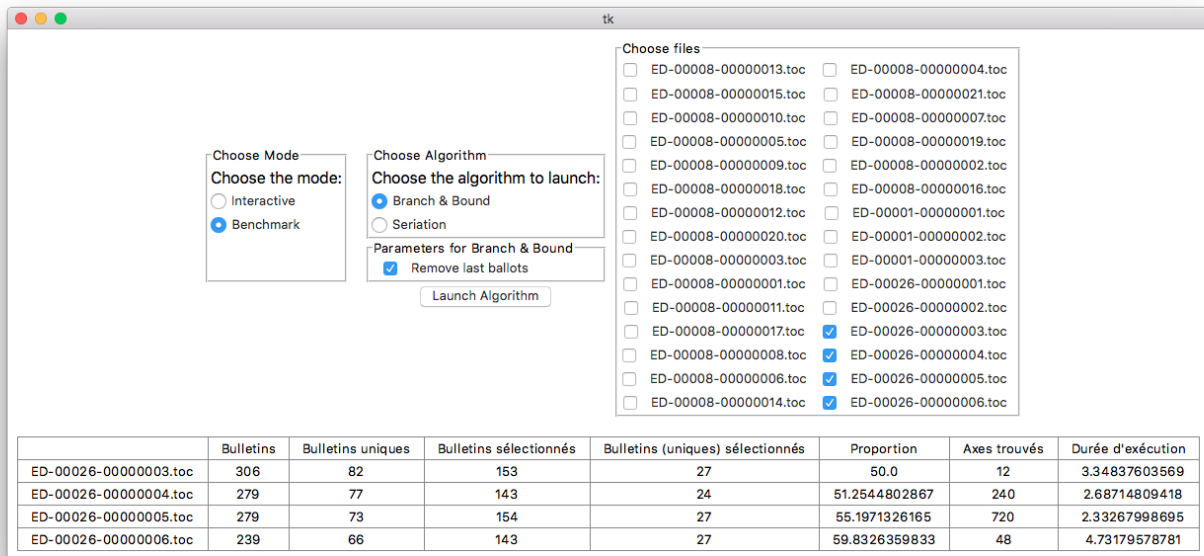 tk
Choose files
ED-00008-00000013.toc ED-00008-00000004.toc
ED-00008-00000015.toc ED-00008-00000021.toc
ED-00008-00000010.toc ED-00008-00000007.toc
ED-00008-00000005.toc ED-00008-00000019.toc
ED-00008-00000009.toc ED-00008-00000002.toc
ED-00008-00000018.toc ED-00008-00000016.toc
ED-00008-00000012.toc ED-00001-00000001.toc
ED-00008-00000020.toc ED-00001-00000002.toc
ED-00008-00000003.toc ED-00001-00000003.toc
ED-00008-00000001.toc ED-00026-00000001.toc
ED-00008-00000011.toc ED-00026-00000002.toc
ED-00008-00000017.toc ED-00026-00000003.toc
ED-00008-00000008.toc ED-00026-00000004.toc
ED-00008-00000006.toc ED-00026-00000005.toc
ED-00008-00000014.toc ED-00026-00000006.toc
Choose Mode
Choose the mode:
Interactive
Benchmark
Choose Algorithm
Choose the algorithm to launch:
Branch & Bound
Seriation
Parameters for Branch & Bound
Remove last ballots
Launch Algorithm
Bulletins Bulletins uniques Bulletins sélectionnés Bulletins (uniques) sélectionnés Proportion Axes trouvés Durée d'exécution
ED-00026-00000003.toc 306 82 153 27 50.0 12 3.34837603569
ED-00026-00000004.toc 279 77 143 24 51.2544802867 240 2.68714809418
ED-00026-00000005.toc 279 73 154 27 55.1971326165 720 2.33267998695
ED-00026-00000006.toc 239 66 143 27 59.8326359833 48 4.73179578781